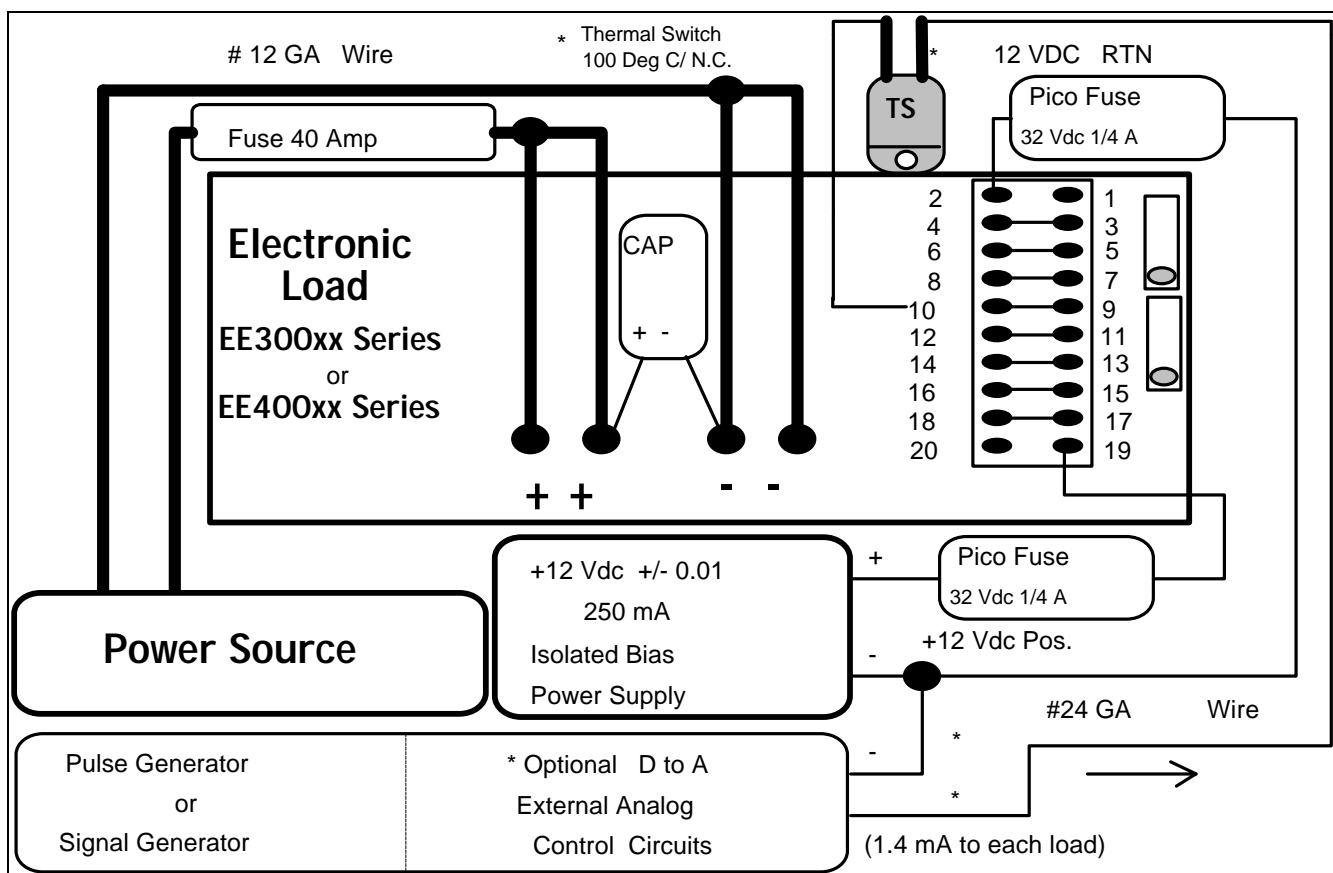 # 12 GA Wire
* Thermal Switch
100 Deg C/ N.C.
*
12 VDC RTN
TS
Pico Fuse
32 Vdc 1/4 A
Fuse 40 Amp
Electronic
Load
EE300xx Series
or
EE400xx Series
CAP
+ -
+ +
- -
2 1
4 3
6 5
8 7
10 9
12 11
14 13
16 15
18 17
20 19
Power Source
+12 Vdc +/- 0.01
250 mA
Isolated Bias
Power Supply
+
Pico Fuse
32 Vdc 1/4 A
+12 Vdc Pos.
-
#24 GA Wire
Pulse Generator
or
Signal Generator
* Optional D to A
External Analog
Control Circuits
-
*
*
(1.4 mA to each load)